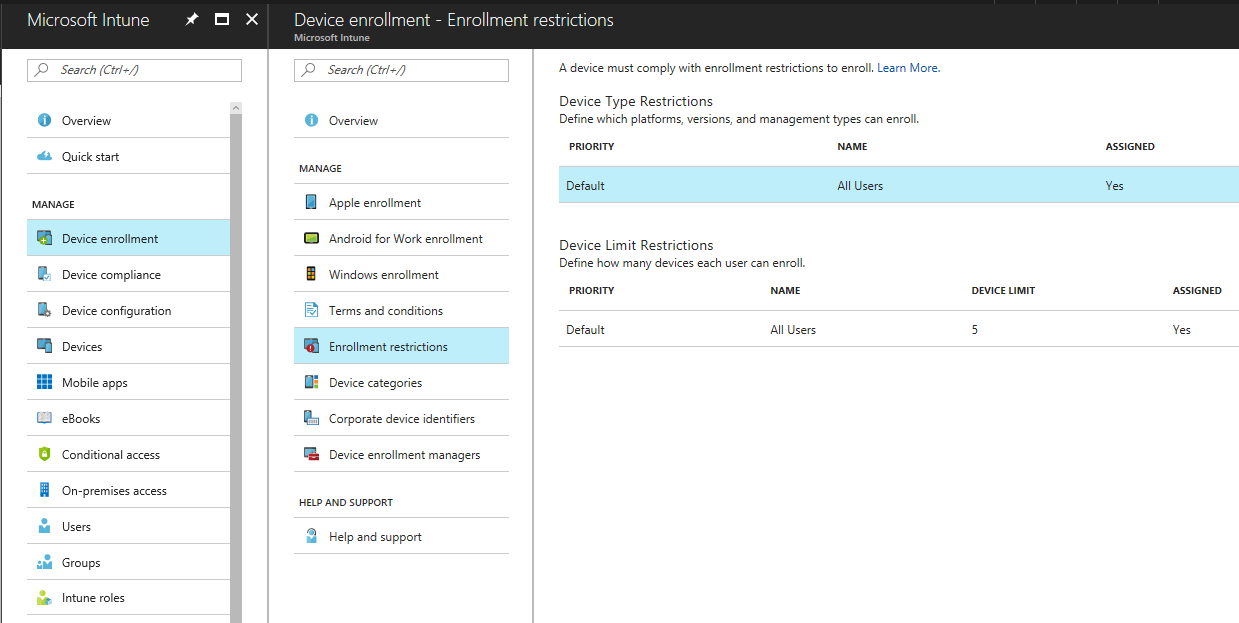 Microsoft Intune
Search (Ctrl+/)
Overview
Quick start
MANAGE
Device enrollment
Device compliance
Device configuration
Devices
Mobile apps
eBooks
Conditional access
On-premises access
Users
Groups
Intune roles
Device enrollment - Enrollment restrictions
Microsoft Intune
Search (Ctrl+/)
Overview
MANAGE
Apple enrollment
Android for Work enrollment
Windows enrollment
Terms and conditions
Enrollment restrictions
Device categories
Corporate device identifiers
Device enrollment managers
HELP AND SUPPORT
Help and support
A device must comply with enrollment restrictions to enroll. Learn More.
Device Type Restrictions
Define which platforms, versions, and management types can enroll.
PRIORITY NAME ASSIGNED
Default All Users Yes
Device Limit Restrictions
Define how many devices each user can enroll.
PRIORITY NAME DEVICE LIMIT ASSIGNED
Default All Users 5 Yes